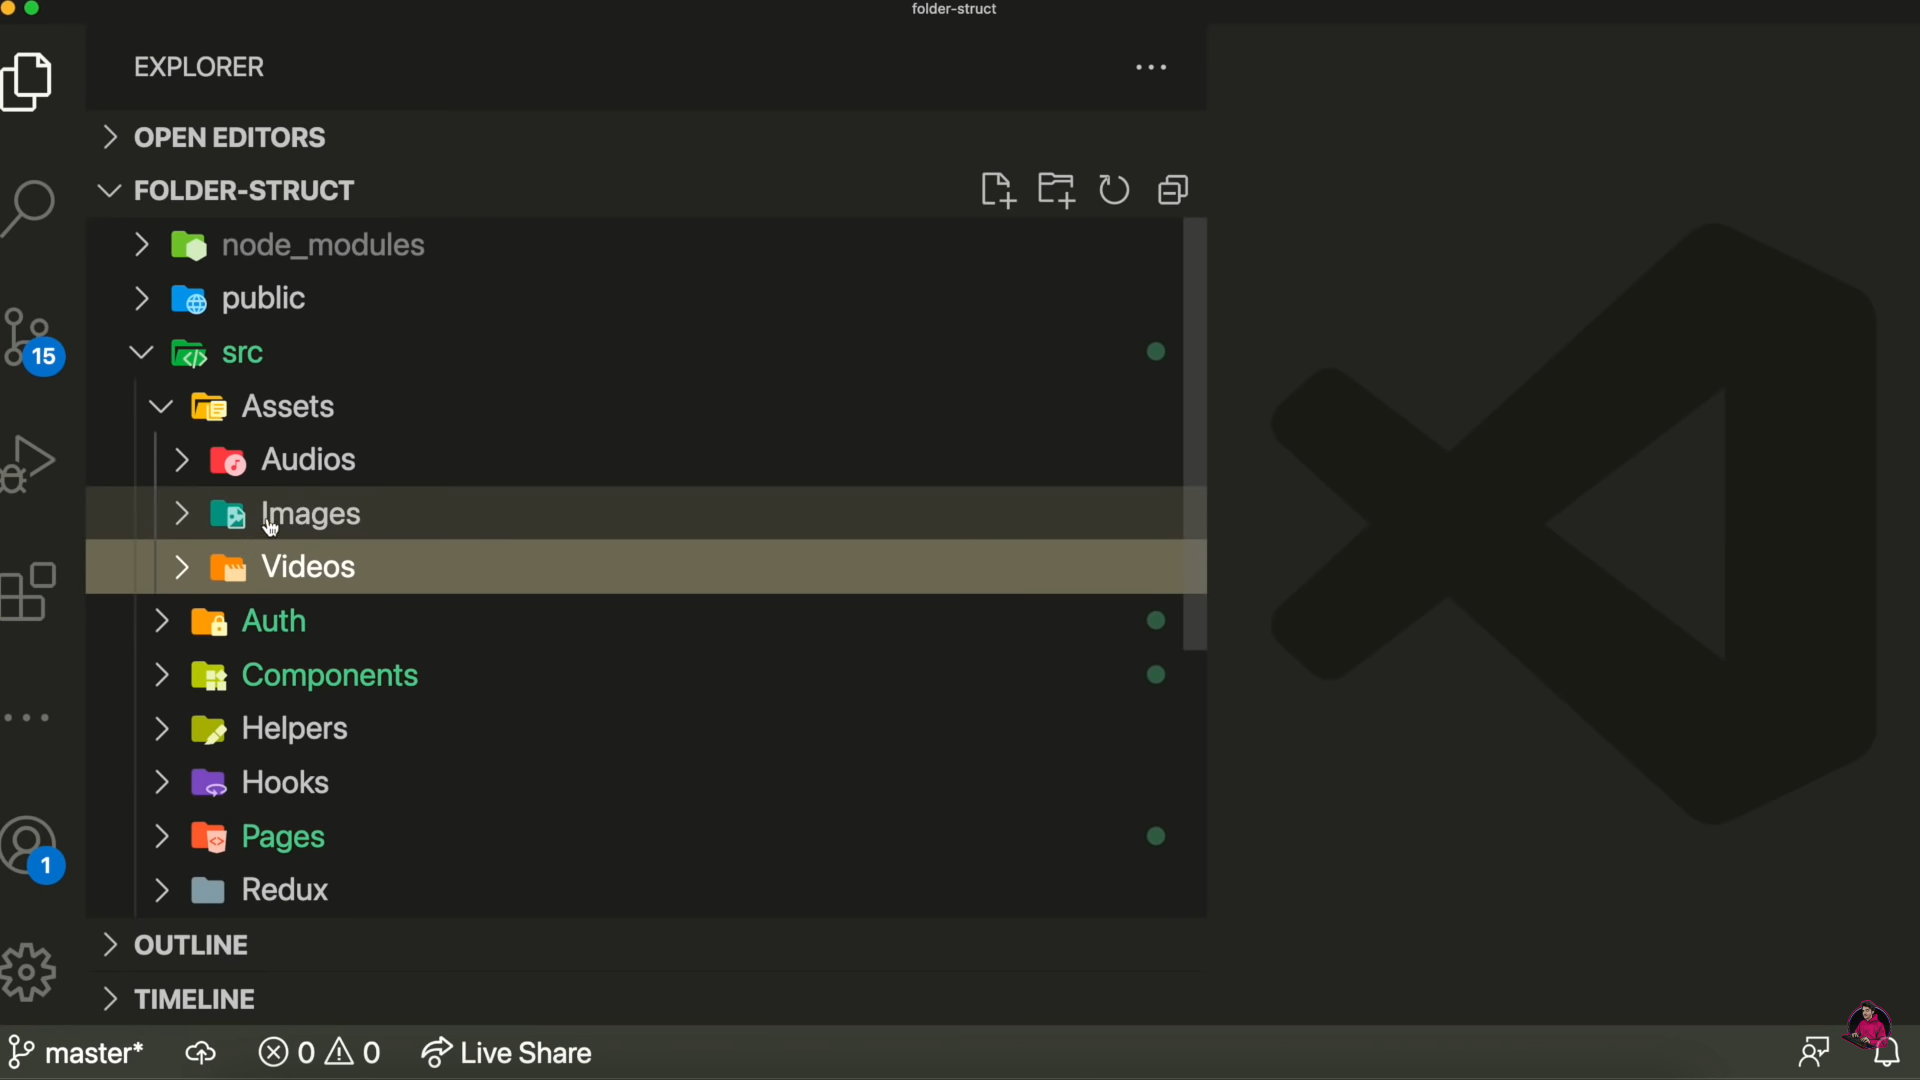 folder-struct
EXPLORER
OPEN EDITORS
FOLDER-STRUCT
node_modules
public
src
15
Assets
Audios
Images
Videos
Auth
Components
Helpers
Hooks
Pages
1
Redux
OUTLINE
TIMELINE
master* 0 0 Live Share